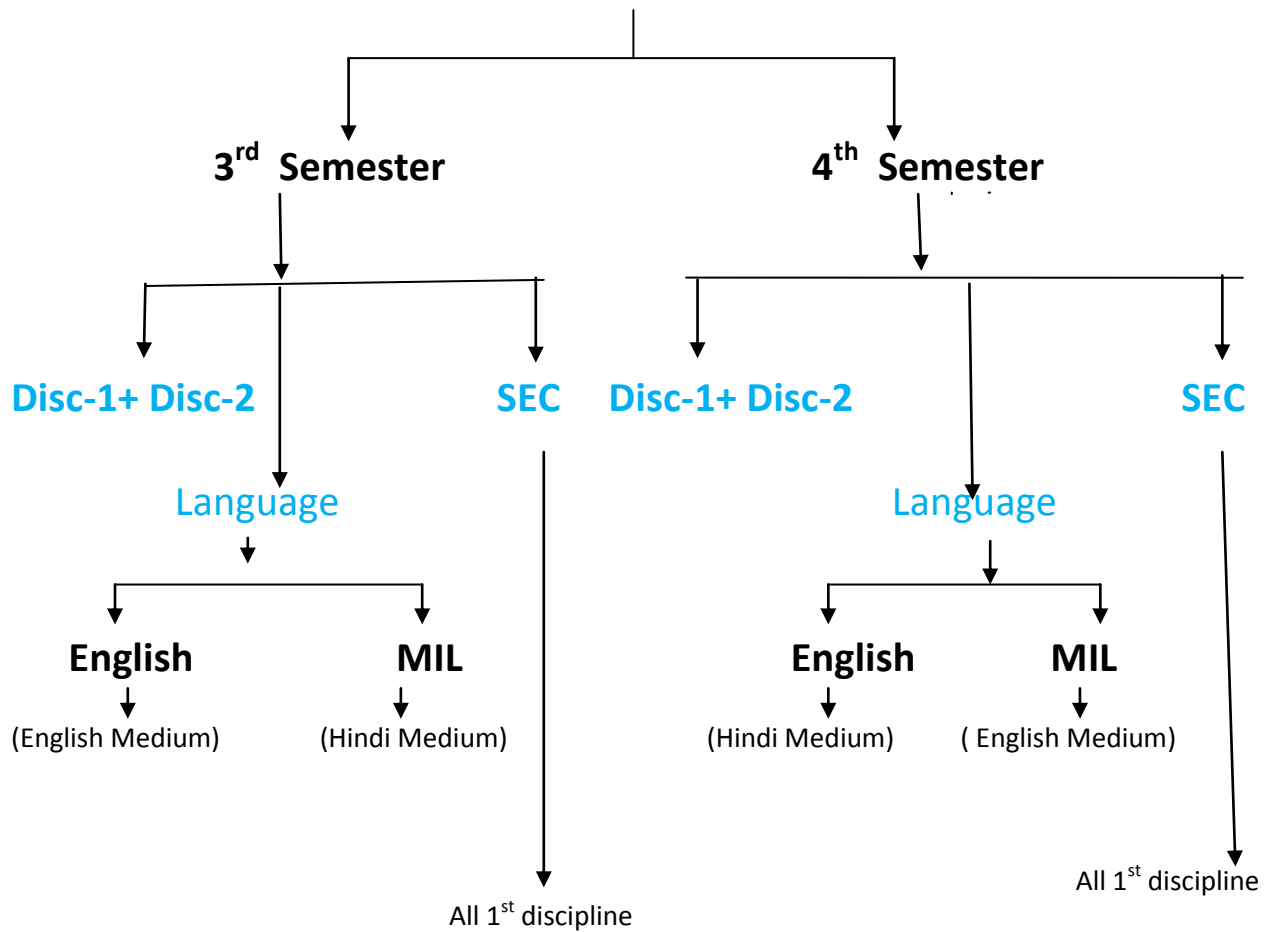 3rd Semester
4th Semester
Disc-1+ Disc-2
SEC
Disc-1+ Disc-2
SEC
Language
Language
English
MIL
English
MIL
(English Medium)
(Hindi Medium)
(Hindi Medium)
( English Medium)
All 1st discipline
All 1st discipline